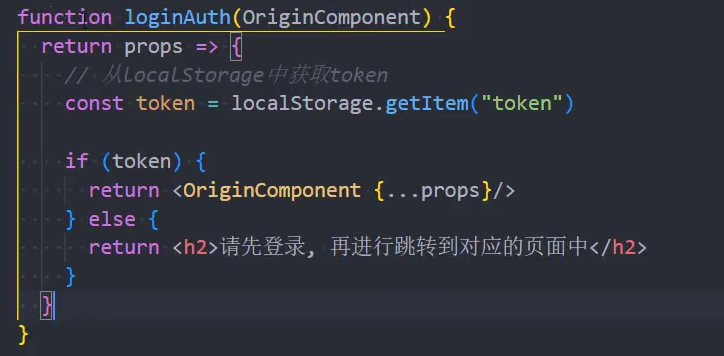 function loginAuth(OriginComponent) {
return props => {
// 从localStorage中获取token
const token = localStorage.getItem("token")
if (token) {
return <OriginComponent {...props}/>
} else {
return <h2>请先登录, 再进行跳转到对应的页面中</h2>
}
}
}